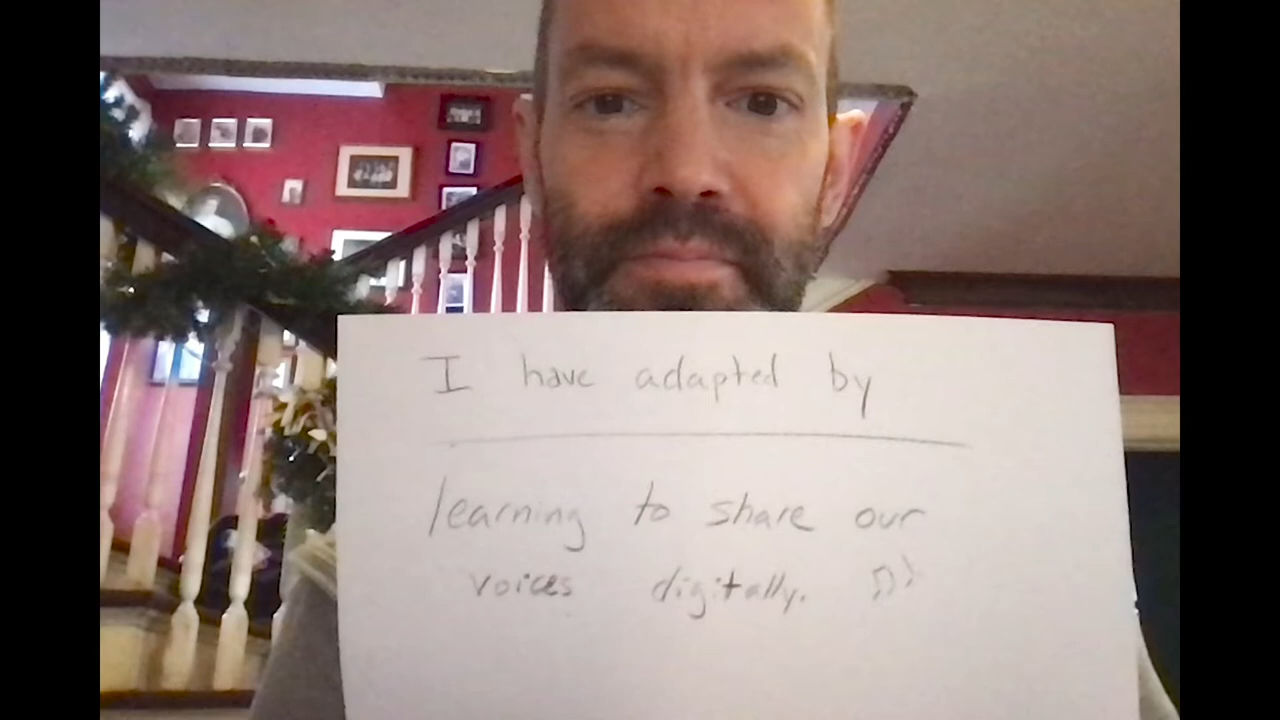 I have adapted by
learning to share our
voices digitally. ♫♪